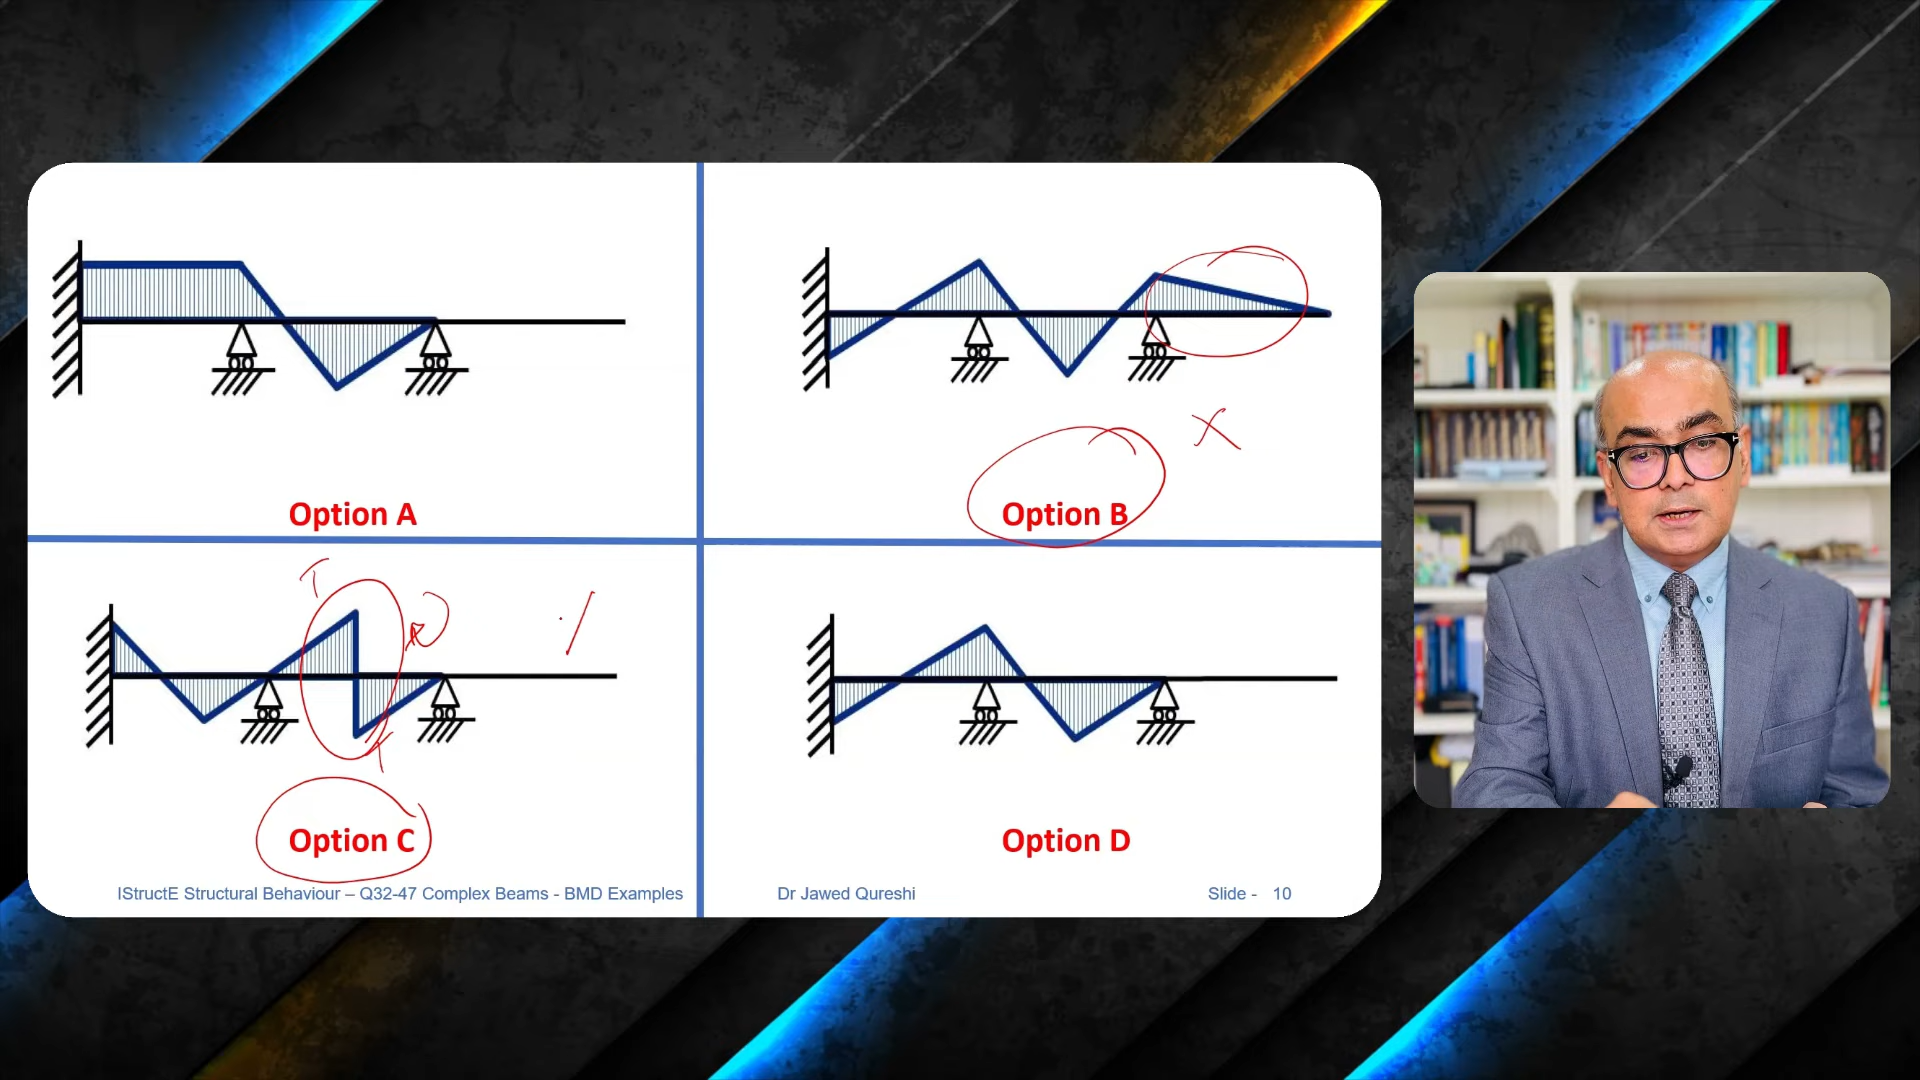 Option A
Option B
X
T
Option C
Option D
IStructE Structural Behaviour – Q32-47 Complex Beams - BMD Examples
Dr Jawed Qureshi
Slide - 10